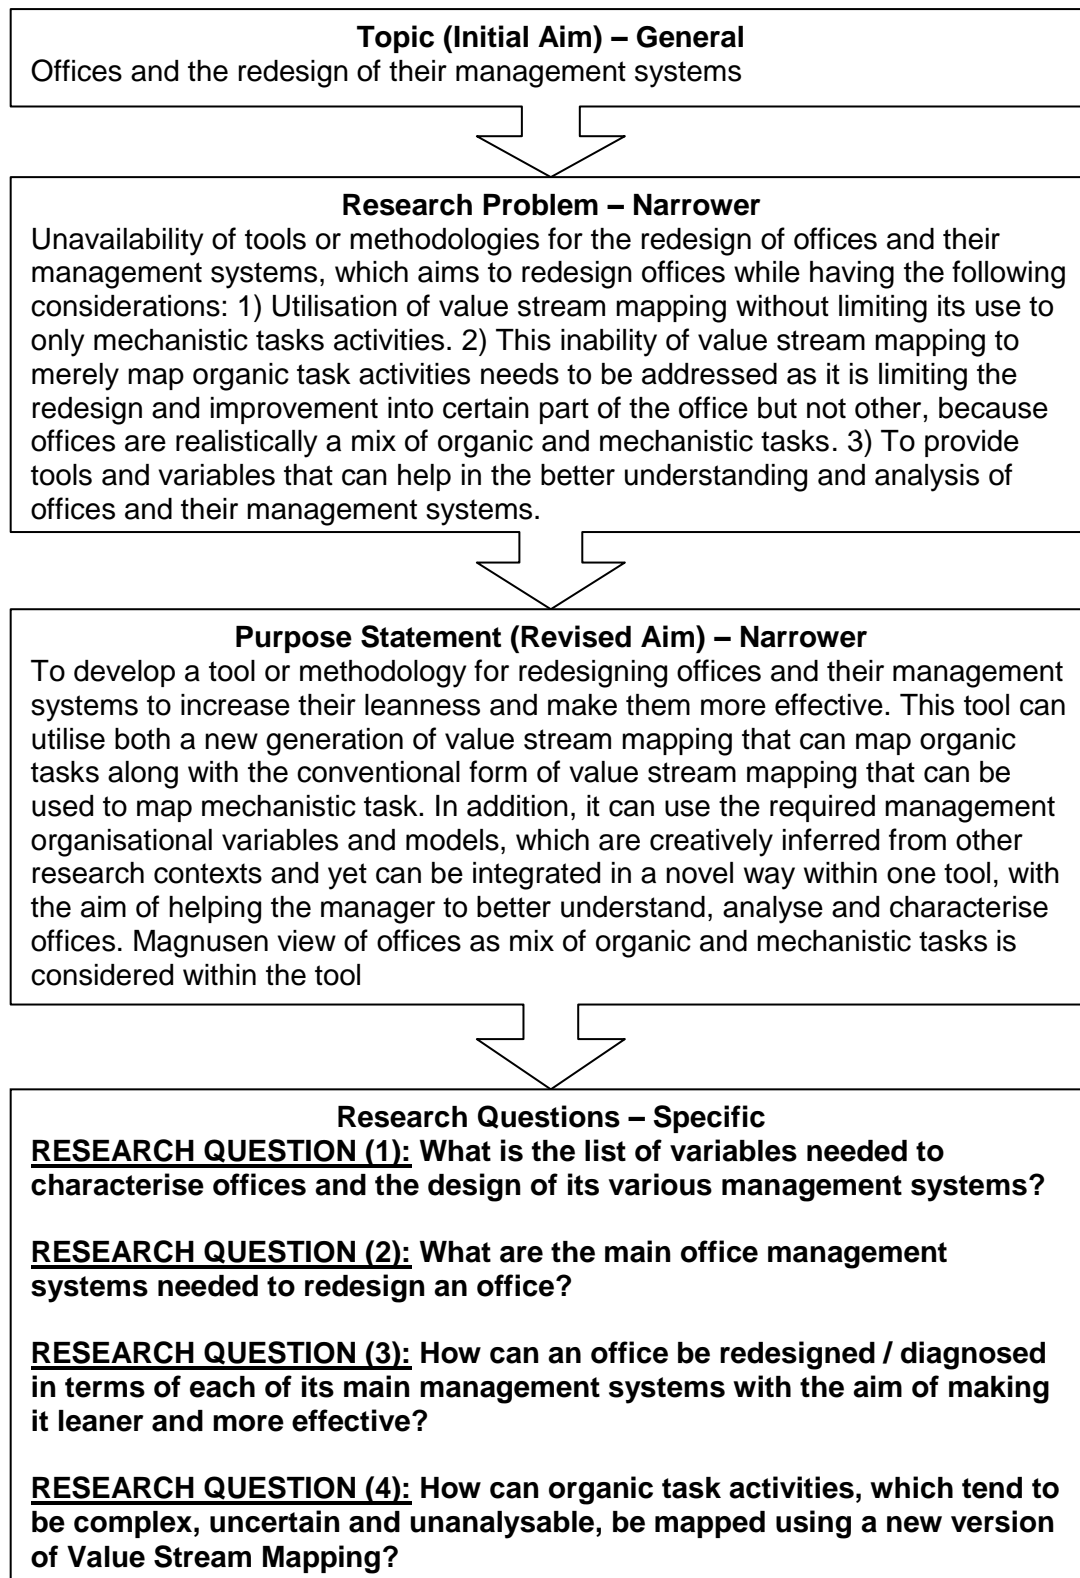 Topic (Initial Aim) – General
Offices and the redesign of their management systems
Research Problem – Narrower
Unavailability of tools or methodologies for the redesign of offices and their
management systems, which aims to redesign offices while having the following
considerations: 1) Utilisation of value stream mapping without limiting its use to
only mechanistic tasks activities. 2) This inability of value stream mapping to
merely map organic task activities needs to be addressed as it is limiting the
redesign and improvement into certain part of the office but not other, because
offices are realistically a mix of organic and mechanistic tasks. 3) To provide
tools and variables that can help in the better understanding and analysis of
offices and their management systems.
Purpose Statement (Revised Aim) – Narrower
To develop a tool or methodology for redesigning offices and their management
systems to increase their leanness and make them more effective. This tool can
utilise both a new generation of value stream mapping that can map organic
tasks along with the conventional form of value stream mapping that can be
used to map mechanistic task. In addition, it can use the required management
organisational variables and models, which are creatively inferred from other
research contexts and yet can be integrated in a novel way within one tool, with
the aim of helping the manager to better understand, analyse and characterise
offices. Magnusen view of offices as mix of organic and mechanistic tasks is
considered within the tool
Research Questions – Specific
RESEARCH QUESTION (1): What is the list of variables needed to
characterise offices and the design of its various management systems?
RESEARCH QUESTION (2): What are the main office management
systems needed to redesign an office?
RESEARCH QUESTION (3): How can an office be redesigned / diagnosed
in terms of each of its main management systems with the aim of making
it leaner and more effective?
RESEARCH QUESTION (4): How can organic task activities, which tend to
be complex, uncertain and unanalysable, be mapped using a new version
of Value Stream Mapping?